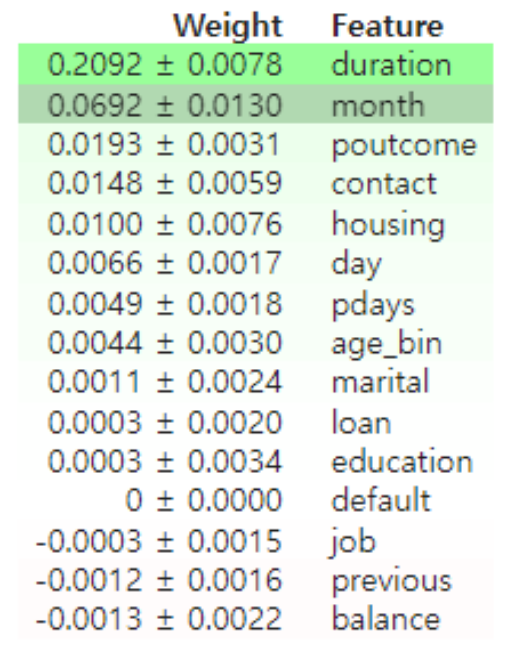 Weight Feature
0.2092 ± 0.0078 duration
0.0692 ± 0.0130 month
0.0193 ± 0.0031 poutcome
0.0148 ± 0.0059 contact
0.0100 ± 0.0076 housing
0.0066 ± 0.0017 day
0.0049 ± 0.0018 pdays
0.0044 ± 0.0030 age_bin
0.0011 ± 0.0024 marital
0.0003 ± 0.0020 loan
0.0003 ± 0.0034 education
0 ± 0.0000 default
-0.0003 ± 0.0015 job
-0.0012 ± 0.0016 previous
-0.0013 ± 0.0022 balance